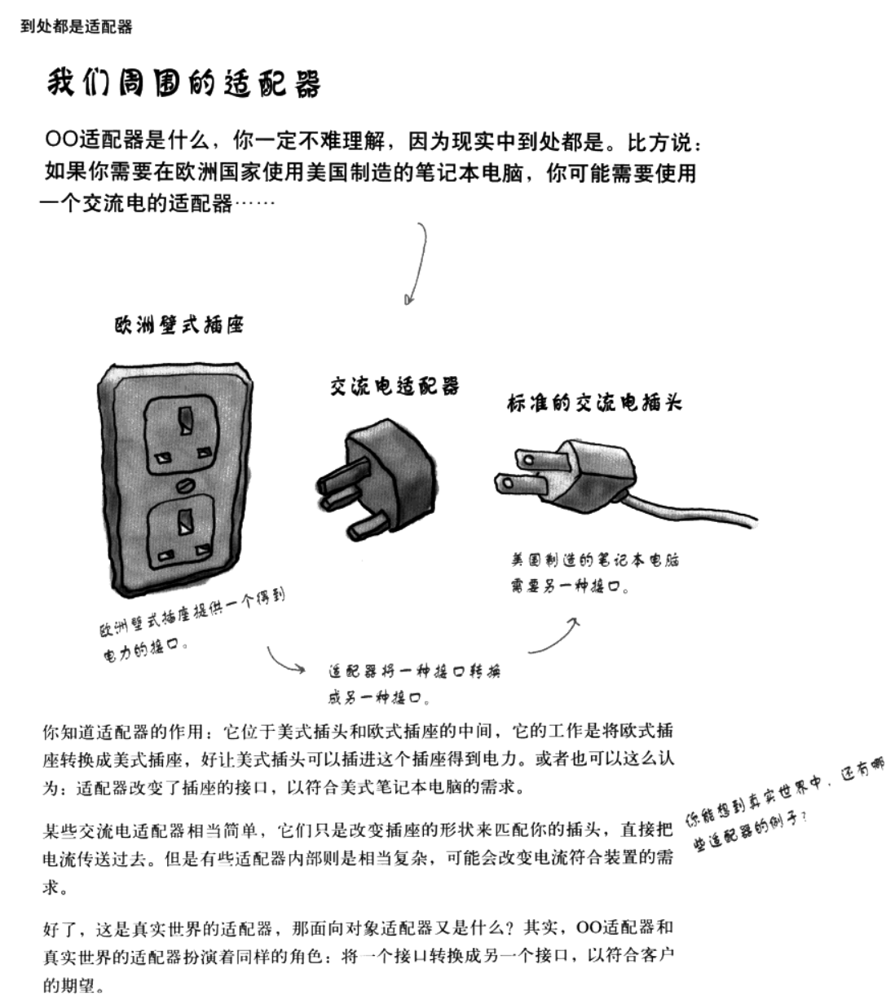 到处都是适配器
我们周围的适配器
OO适配器是什么，你一定不难理解，因为现实中到处都是。比方说：
如果你需要在欧洲国家使用美国制造的笔记本电脑，你可能需要使用
一个交流电的适配器……
欧洲壁式插座
交流电适配器
标准的交流电插头
欧洲壁式插座提供一个得到
电力的接口。
适配器将一种接口转换
成另一种接口。
美国制造的笔记本电脑
需要另一种接口。
你知道适配器的作用：它位于美式插头和欧式插座的中间，它的工作是将欧式插
座转换成美式插座，好让美式插头可以插进这个插座得到电力。或者也可以这么认
为：适配器改变了插座的接口，以符合美式笔记本电脑的需求。
你能想到真实世界中，还有哪
些适配器的例子？
某些交流电适配器相当简单，它们只是改变插座的形状来匹配你的插头，直接把
电流传送过去。但是有些适配器内部则是相当复杂，可能会改变电流符合装置的需
求。
好了，这是真实世界的适配器，那面向对象适配器又是什么？其实，OO适配器和
真实世界的适配器扮演着同样的角色：将一个接口转换成另一个接口，以符合客户
的期望。